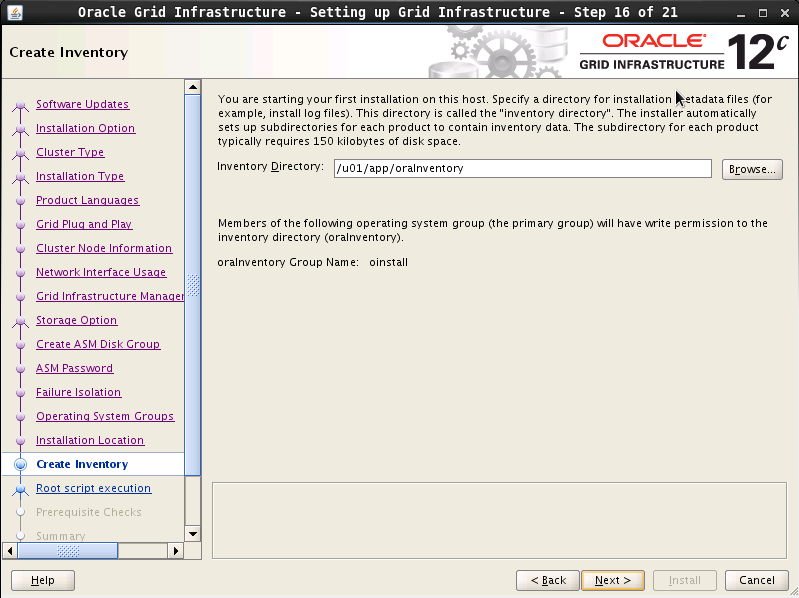 Oracle Grid Infrastructure - Setting up Grid Infrastructure - Step 16 of 21
Create Inventory
ORACLE
GRID INFRASTRUCTURE
12c
Software Updates
Installation Option
Cluster Type
Installation Type
Product Languages
Grid Plug and Play
Cluster Node Information
Network Interface Usage
Grid Infrastructure Manager
Storage Option
Create ASM Disk Group
ASM Password
Failure Isolation
Operating System Groups
Installation Location
Create Inventory
Root script execution
Prerequisite Checks
Summary
You are starting your first installation on this host. Specify a directory for installation metadata files (for
example, install log files). This directory is called the "inventory directory". The installer automatically
sets up subdirectories for each product to contain inventory data. The subdirectory for each product
typically requires 150 kilobytes of disk space.
Inventory Directory: /u01/app/oraInventory Browse...
Members of the following operating system group (the primary group) will have write permission to the
inventory directory (oraInventory).
oraInventory Group Name: oinstall
Help
< Back Next > Install Cancel